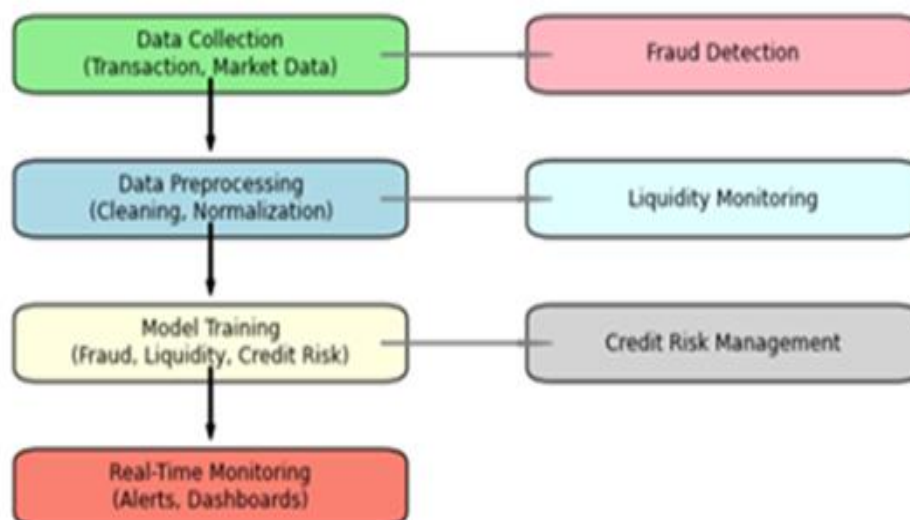 Data Collection
(Transaction, Market Data)
Fraud Detection
Data Preprocessing
(Cleaning, Normalization)
Liquidity Monitoring
Model Training
(Fraud, Liquidity, Credit Risk)
Credit Risk Management
Real-Time Monitoring
(Alerts, Dashboards)